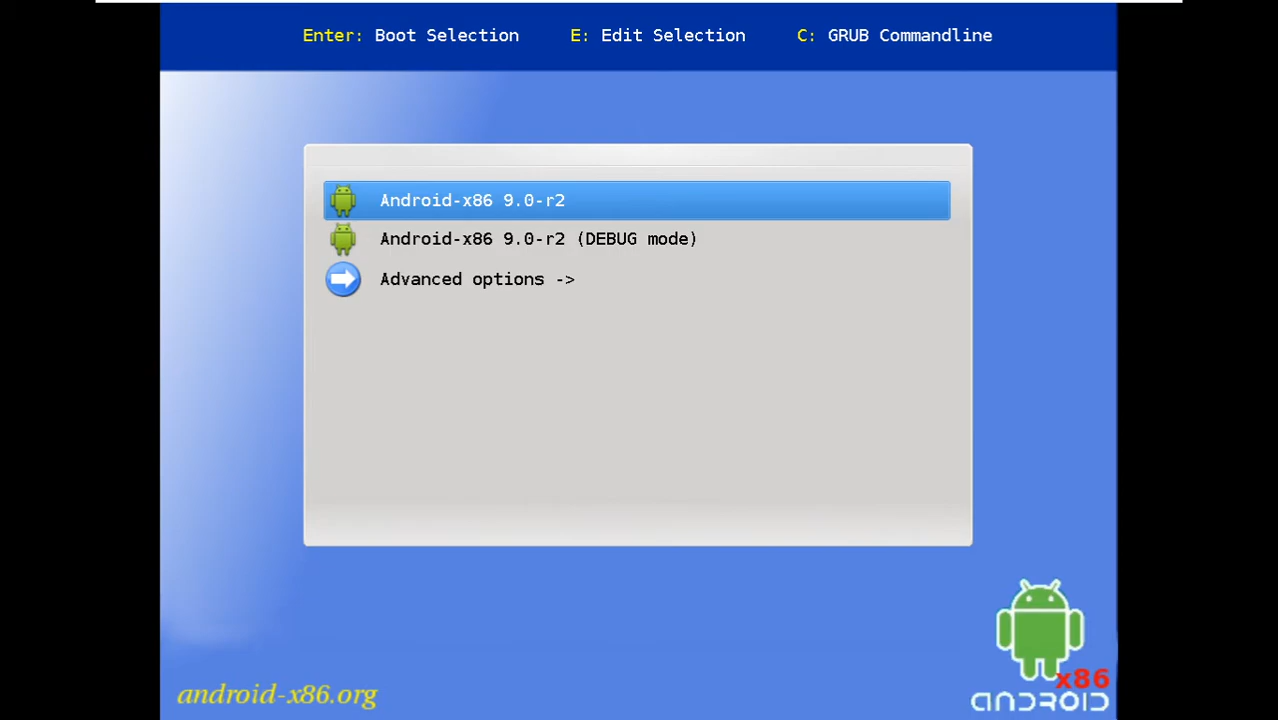 Enter: Boot Selection E: Edit Selection C: GRUB Commandline
Android-x86 9.0-r2
Android-x86 9.0-r2 (DEBUG mode)
Advanced options ->
android-x86.org
x86
ANDROID